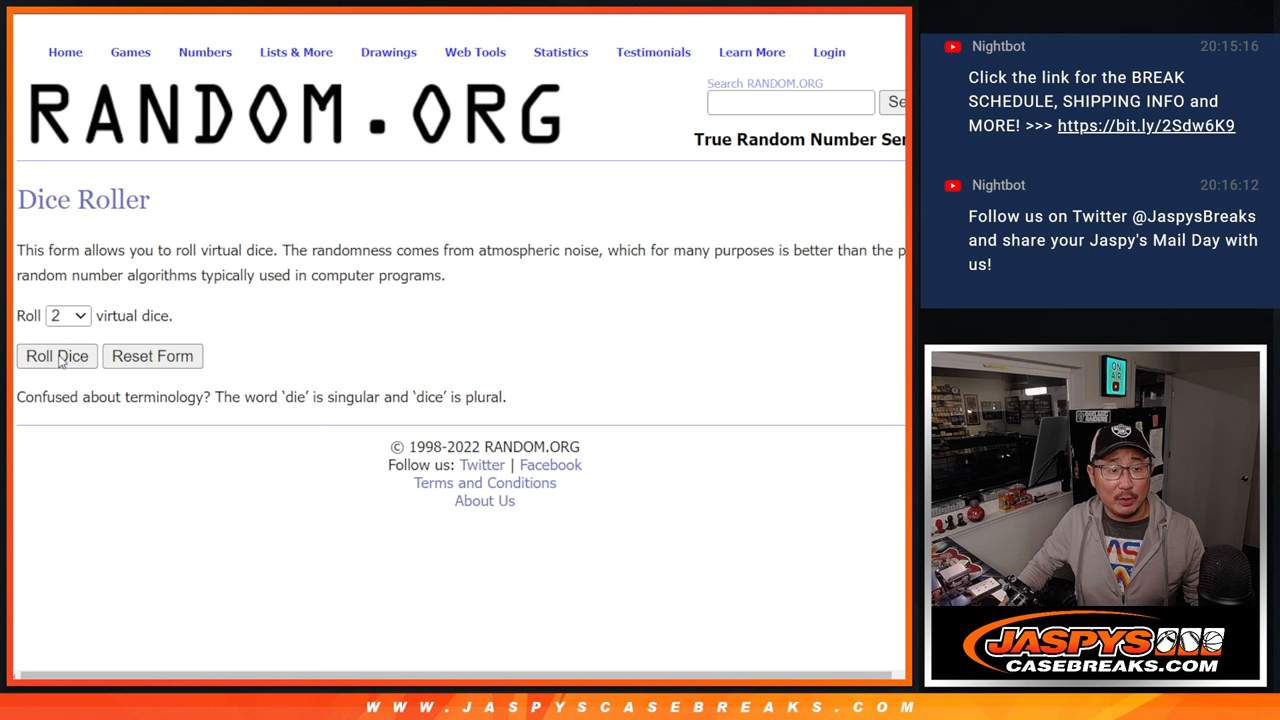 Home Games Numbers Lists & More Drawings Web Tools Statistics Testimonials Learn More Login
RANDOM.ORG
Search RANDOM.ORG
Se
True Random Number Ser
Dice Roller
This form allows you to roll virtual dice. The randomness comes from atmospheric noise, which for many purposes is better than the p
random number algorithms typically used in computer programs.
Roll 2 virtual dice.
Roll Dice Reset Form
Confused about terminology? The word ‘die’ is singular and ‘dice’ is plural.
© 1998-2022 RANDOM.ORG
Follow us: Twitter | Facebook
Terms and Conditions
About Us
Nightbot 20:15:16
Click the link for the BREAK
SCHEDULE, SHIPPING INFO and
MORE! >>> https://bit.ly/2Sdw6K9
Nightbot 20:16:12
Follow us on Twitter @JaspysBreaks
and share your Jaspy's Mail Day with
us!
ON
AIR
JASPYS
CASEBREAKS.COM
WWW.JASPYSCASEBREAKS.COM